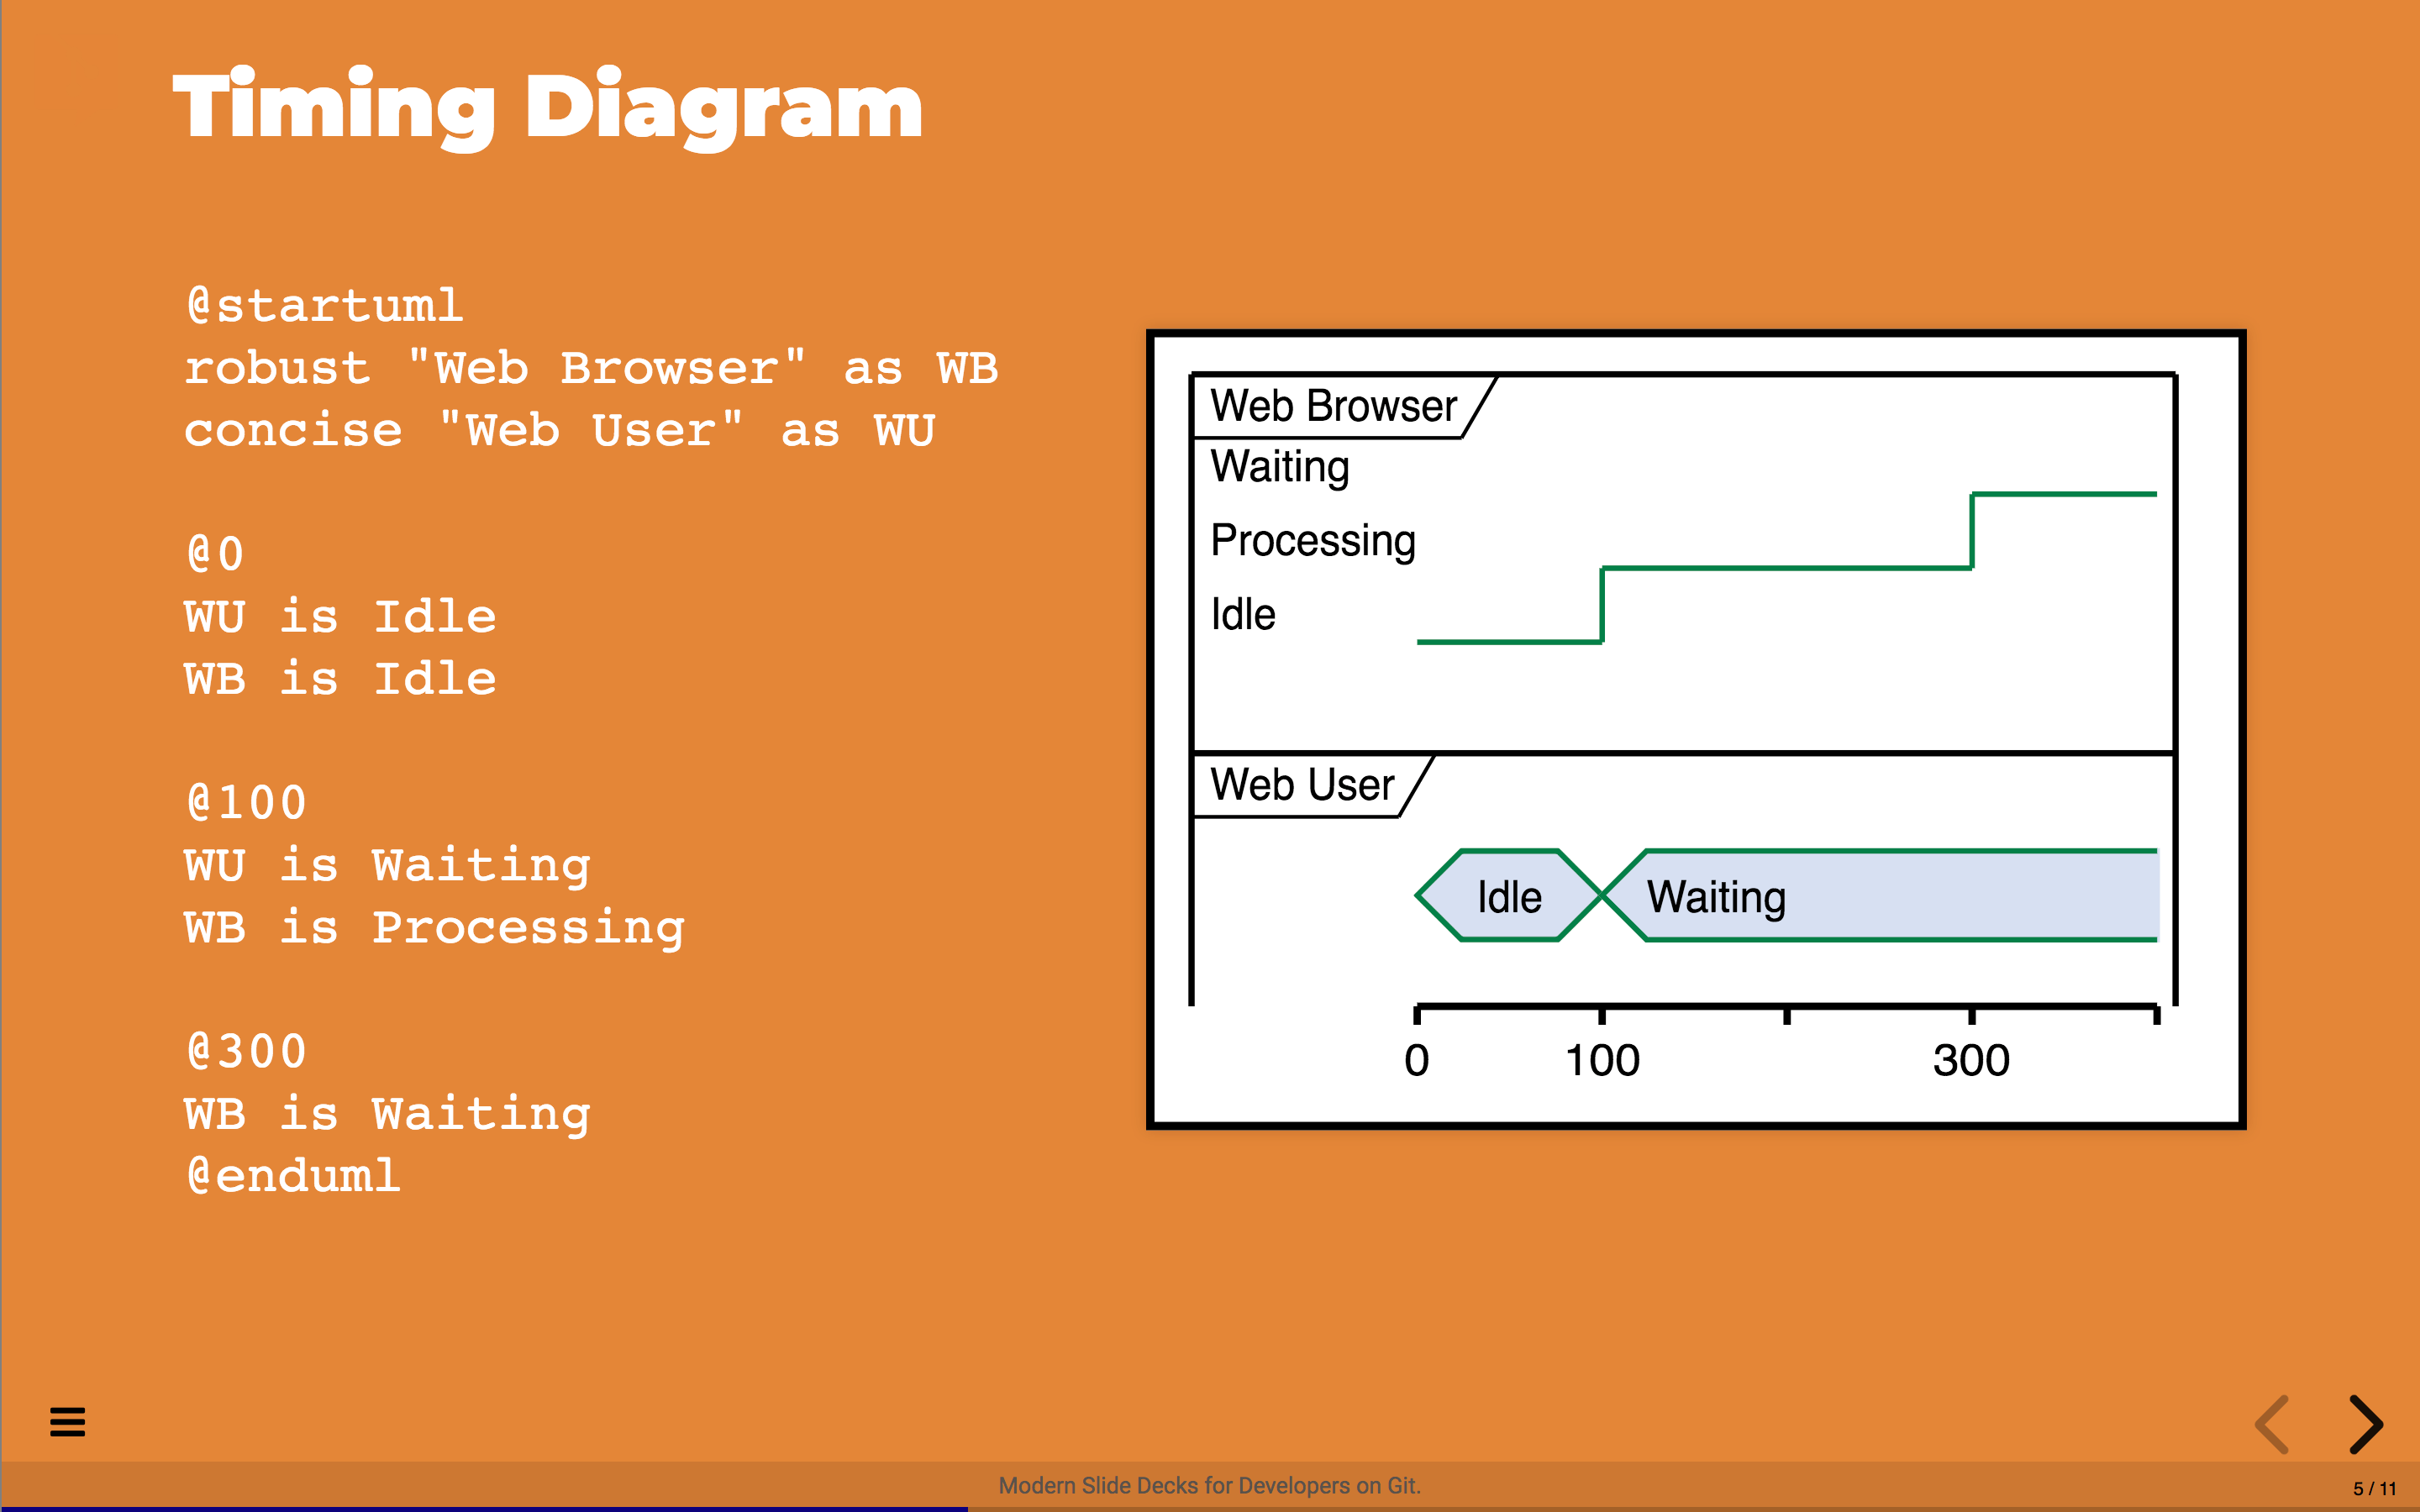 Timing Diagram
@startuml
robust "Web Browser" as WB
concise "Web User" as WU
@0
WU is Idle
WB is Idle
@100
WU is Waiting
WB is Processing
@300
WB is Waiting
@enduml
Web Browser
Waiting
Processing
Idle
Web User
Idle Waiting
0 100 300
Modern Slide Decks for Developers on Git.
5 / 11